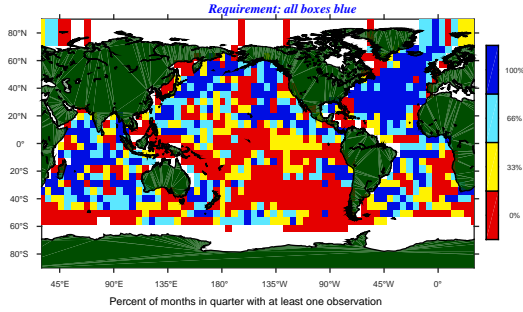 Requirement: all boxes blue
80°N
60°N
40°N
20°N
0°
20°S
40°S
60°S
80°S
45°E
90°E
135°E
180°
135°W
90°W
45°W
0°
100%
66%
33%
0%
Percent of months in quarter with at least one observation